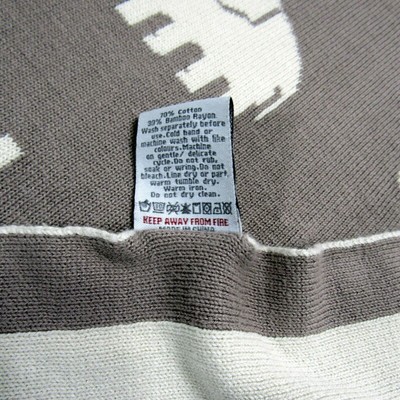 70% Cotton
30% Bamboo Rayon
Wash separately before
use.Cold hand or
machine wash with like
colours.Machine
on gentle/ delicate
cycle.Do not rub,
soak or wring.Do not
bleach.Line dry or part
warm tumble dry.
Warm iron.
Do not dry clean.
KEEP AWAY FROM FIRE
MADE IN CHINA